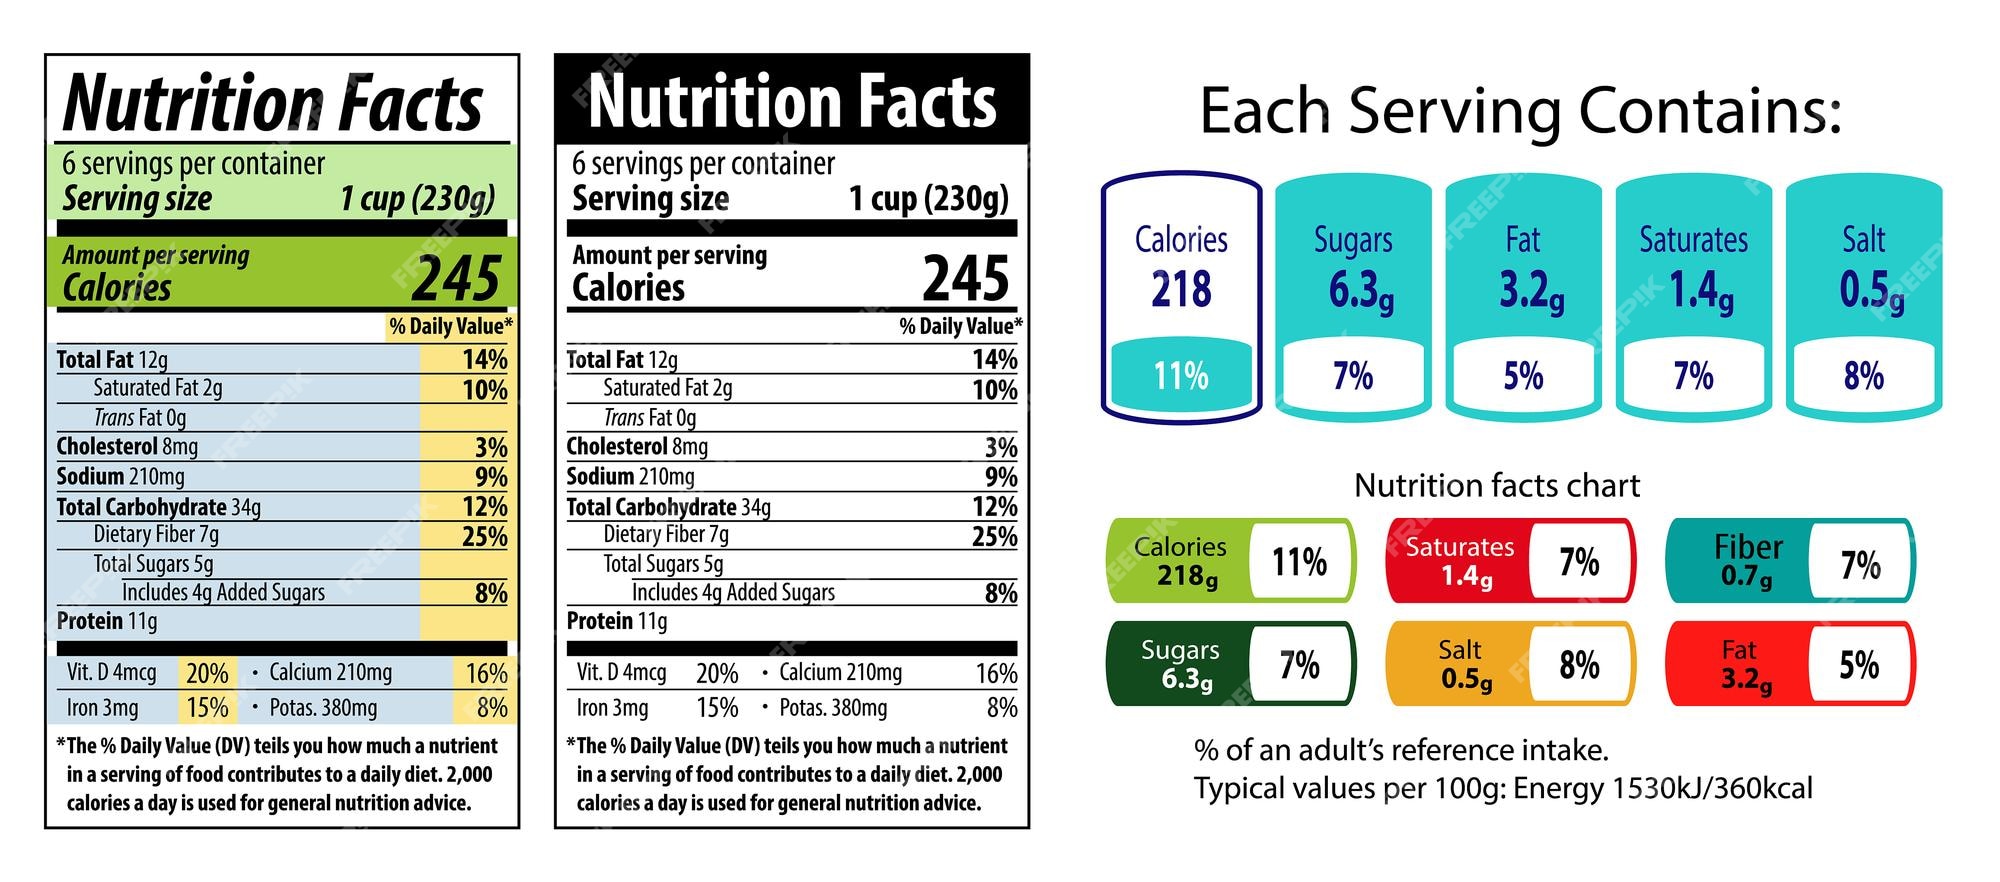 Nutrition Facts
6 servings per container
Serving size 1 cup (230g)
Amount per serving
Calories 245
% Daily Value*
Total Fat 12g 14%
Saturated Fat 2g 10%
Trans Fat 0g
Cholesterol 8mg 3%
Sodium 210mg 9%
Total Carbohydrate 34g 12%
Dietary Fiber 7g 25%
Total Sugars 5g
Includes 4g Added Sugars 8%
Protein 11g
Vit. D 4mcg 20% • Calcium 210mg 16%
Iron 3mg 15% • Potas. 380mg 8%
*The % Daily Value (DV) teils you how much a nutrient
in a serving of food contributes to a daily diet. 2,000
calories a day is used for general nutrition advice.
Nutrition Facts
6 servings per container
Serving size 1 cup (230g)
Amount per serving
Calories 245
% Daily Value*
Total Fat 12g 14%
Saturated Fat 2g 10%
Trans Fat 0g
Cholesterol 8mg 3%
Sodium 210mg 9%
Total Carbohydrate 34g 12%
Dietary Fiber 7g 25%
Total Sugars 5g
Includes 4g Added Sugars 8%
Protein 11g
Vit. D 4mcg 20% • Calcium 210mg 16%
Iron 3mg 15% • Potas. 380mg 8%
*The % Daily Value (DV) teils you how much a nutrient
in a serving of food contributes to a daily diet. 2,000
calories a day is used for general nutrition advice.
Each Serving Contains:
Calories Sugars Fat Saturates Salt
218 6.3g 3.2g 1.4g 0.5g
11% 7% 5% 7% 8%
Nutrition facts chart
Calories
218g 11%
Saturates
1.4g 7%
Fiber
0.7g 7%
Sugars
6.3g 7%
Salt
0.5g 8%
Fat
3.2g 5%
% of an adult's reference intake.
Typical values per 100g: Energy 1530kJ/360kcal
FREEPIK